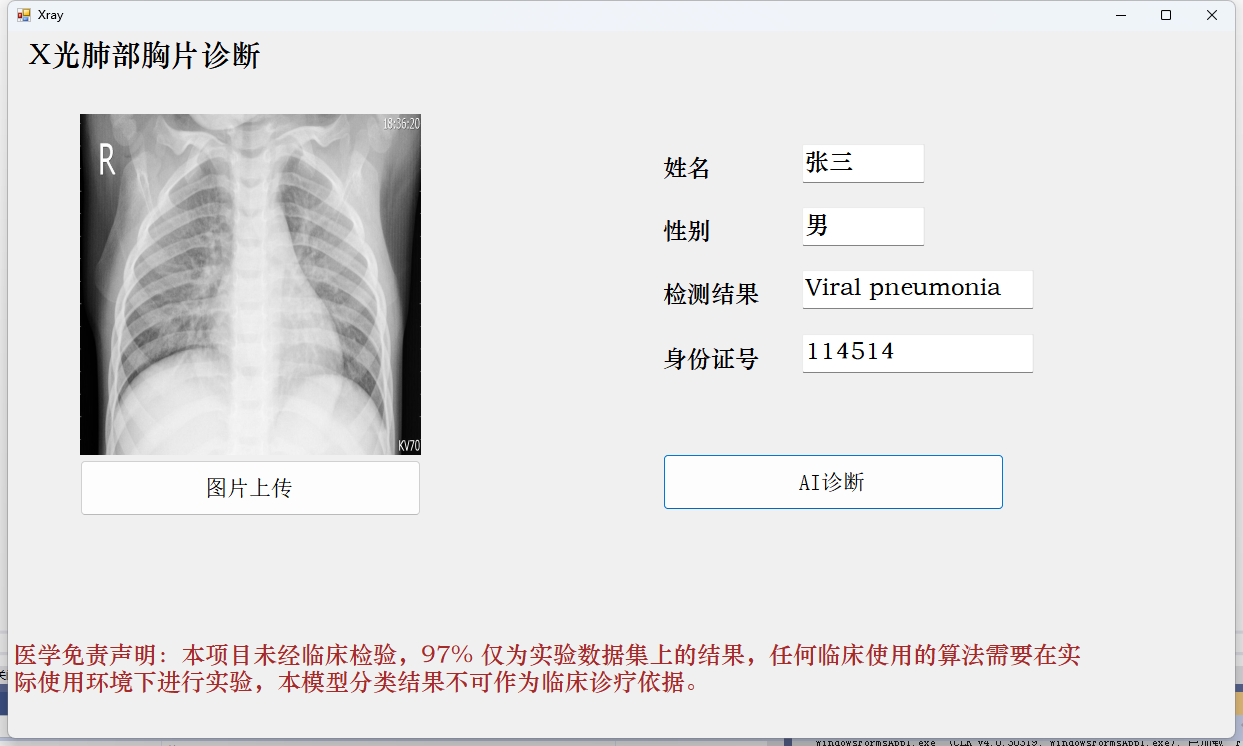 Xray
X光肺部胸片诊断
18:36:20
R
KV70
图片上传
姓名 张三
性别 男
检测结果 Viral pneumonia
身份证号 114514
AI诊断
医学免责声明：本项目未经临床检验，97% 仅为实验数据集上的结果，任何临床使用的算法需要在实
际使用环境下进行实验，本模型分类结果不可作为临床诊疗依据。